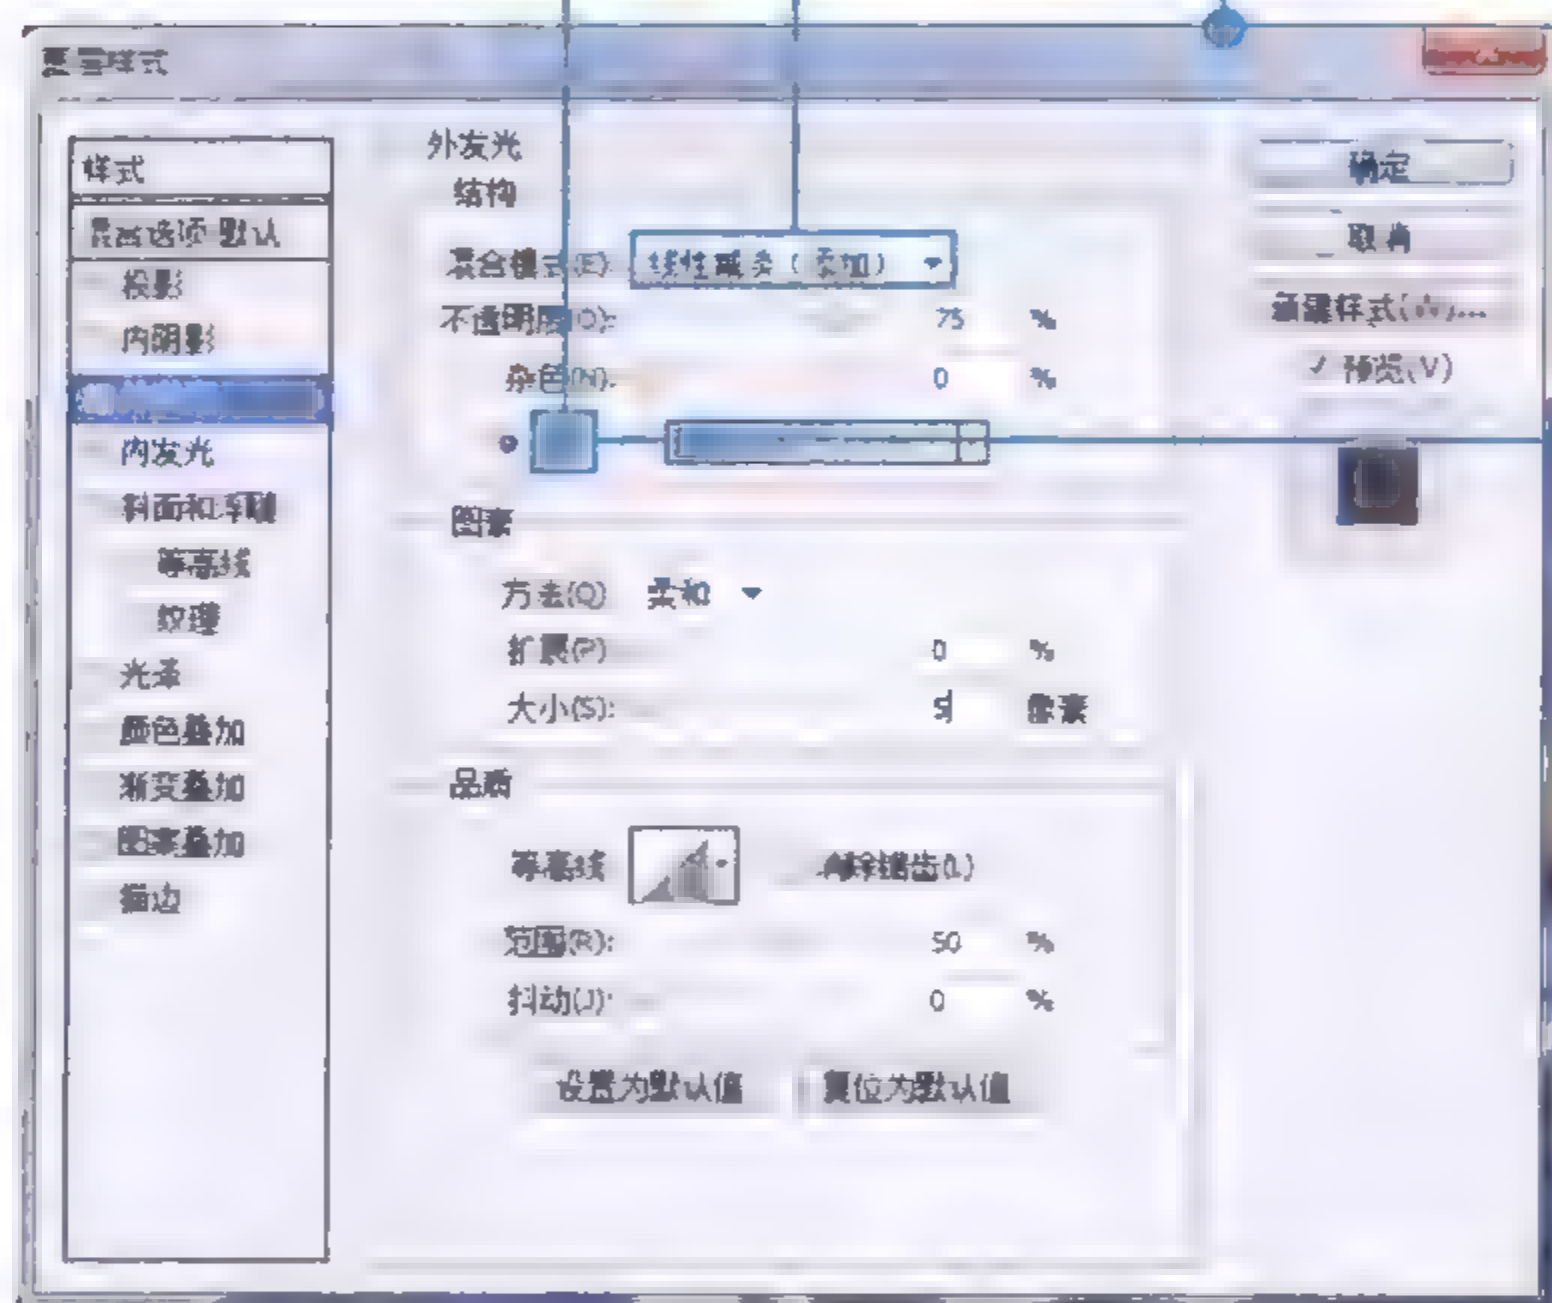 图层样式
样式
混合选项:默认
投影
内阴影
内发光
斜面和浮雕
等高线
纹理
光泽
颜色叠加
渐变叠加
图案叠加
描边
外发光
结构
混合模式(E): 线性减淡（添加）
不透明度(O): 75 %
杂色(N): 0 %
图素
方法(Q): 柔和
扩展(P): 0 %
大小(S): 5 像素
品质
等高线: 消除锯齿(L)
范围(R): 50 %
抖动(J): 0 %
设置为默认值 复位为默认值
确定
取消
新建样式(W)...
预览(V)